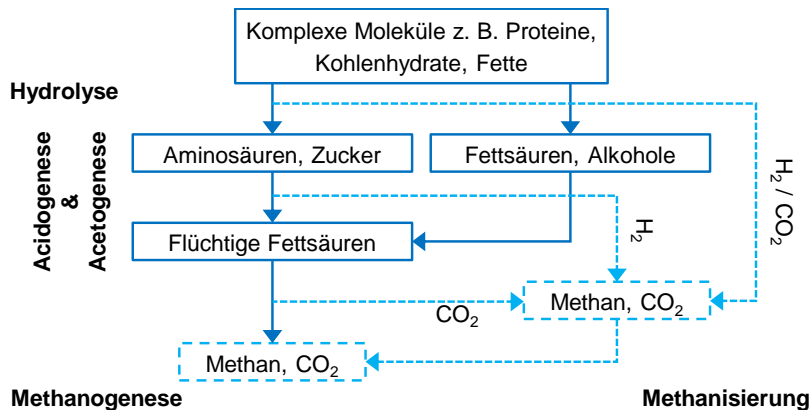 Komplexe Moleküle z. B. Proteine,
Kohlenhydrate, Fette
Hydrolyse
Aminosäuren, Zucker
Fettsäuren, Alkohole
Acidogenese
&
Acetogenese
H₂ / CO₂
H₂
Flüchtige Fettsäuren
Methan, CO₂
CO₂
Methan, CO₂
Methanogenese
Methanisierung